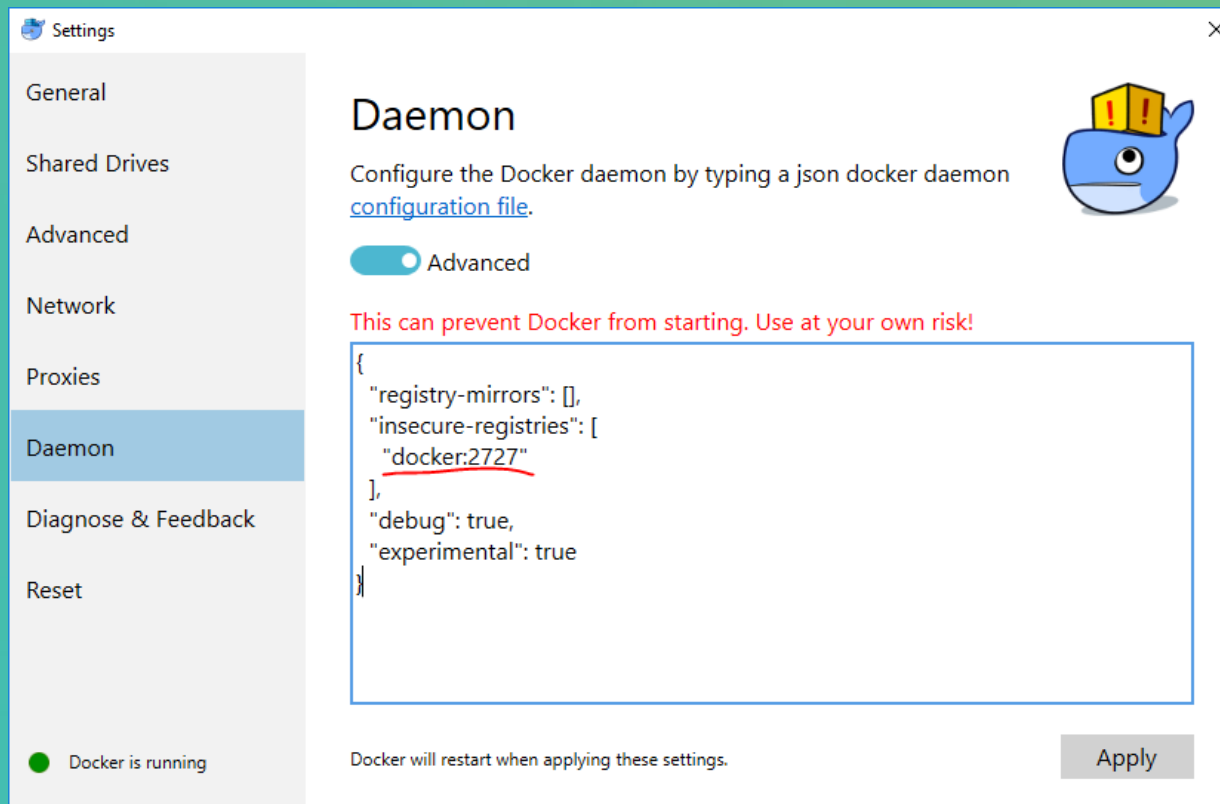 Settings
General
Shared Drives
Advanced
Network
Proxies
Daemon
Diagnose & Feedback
Reset
Docker is running
Daemon
Configure the Docker daemon by typing a json docker daemon
configuration file.
Advanced
This can prevent Docker from starting. Use at your own risk!
{
"registry-mirrors": [],
"insecure-registries": [
"docker:2727"
],
"debug": true,
"experimental": true
}
Docker will restart when applying these settings.
Apply
! !